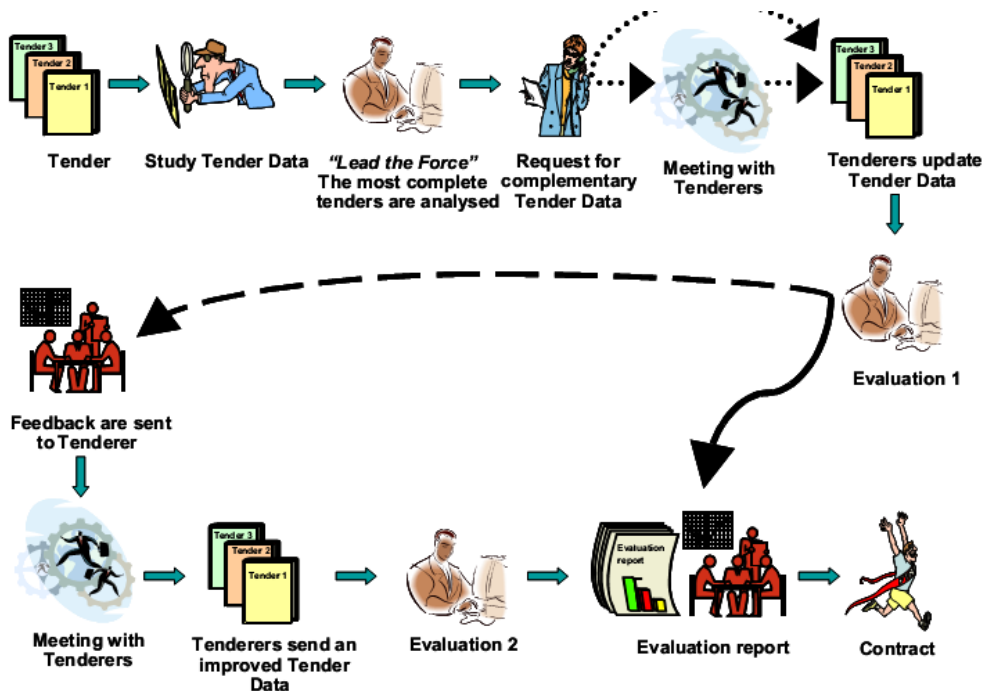 Tender 3
Tender 2
Tender 1
Tender
Study Tender Data
“Lead the Force”
The most complete
tenders are analysed
Request for
complementary
Tender Data
Meeting with
Tenderers
Tender 3
Tender 2
Tender 1
Tenderers update
Tender Data
Evaluation 1
Feedback are sent
to Tenderer
Meeting with
Tenderers
Tender 3
Tender 2
Tender 1
Tenderers send an
improved Tender
Data
Evaluation 2
Evaluation
report
Evaluation report
Contract